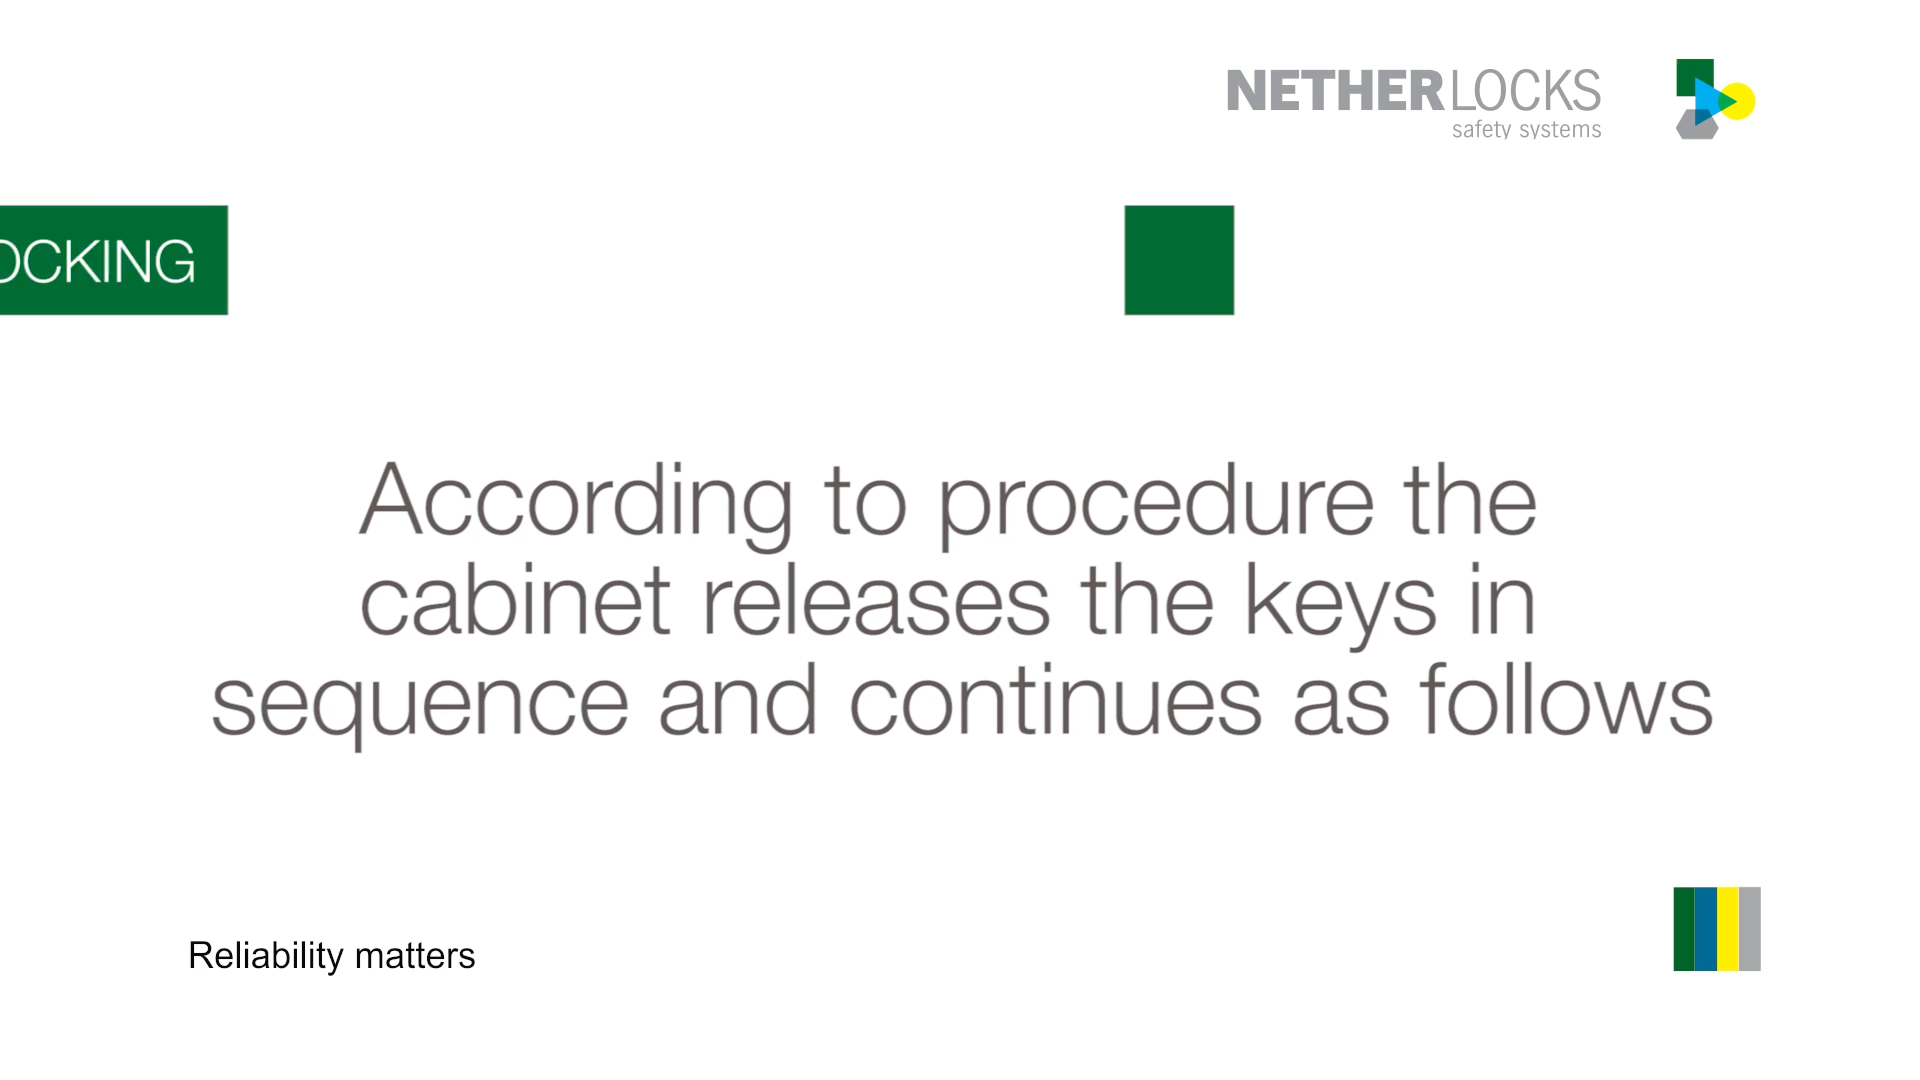 NETHERLOCKS
safety systems
OCKING
According to procedure the
cabinet releases the keys in
sequence and continues as follows
Reliability matters